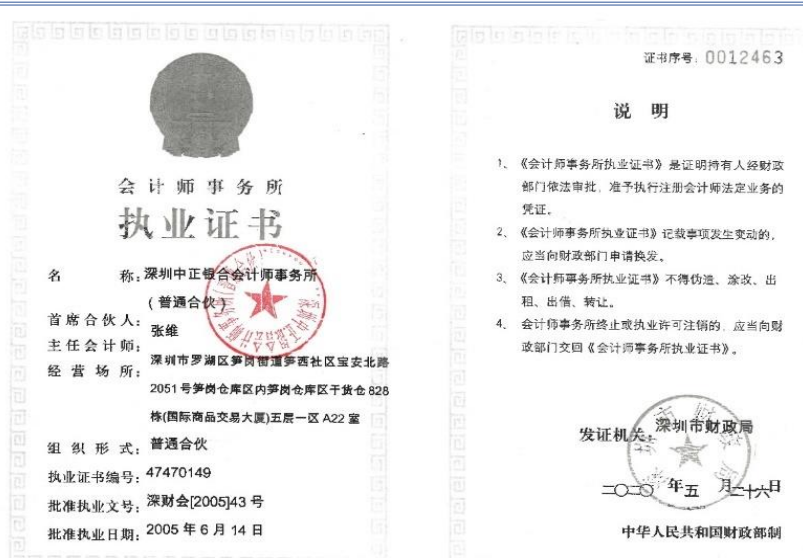 会计师事务所
执业证书
名 称：深圳中正银合会计师事务所
（普通合伙）
首席合伙人：张维
主任会计师：
经营场所：深圳市罗湖区笋岗街道笋西社区宝安北路
2051号笋岗仓库区内笋岗仓库区干货仓828
栋(国际商品交易大厦)五层一区 A22 室
组织形式：普通合伙
执业证书编号：47470149
批准执业文号：深财会[2005]43 号
批准执业日期：2005 年 6 月 14 日
证书序号：0012463
说 明
1、《会计师事务所执业证书》是证明持有人经财政
部门依法审批，准予执行注册会计师法定业务的
凭证。
2、《会计师事务所执业证书》记载事项发生变动的，
应当向财政部门申请换发。
3、《会计师事务所执业证书》不得伪造、涂改、出
租、出借、转让。
4、会计师事务所终止或执业许可注销的，应当向财
政部门交回《会计师事务所执业证书》。
发证机关：深圳市财政局
二〇二〇 年五 月二十六日
中华人民共和国财政部制